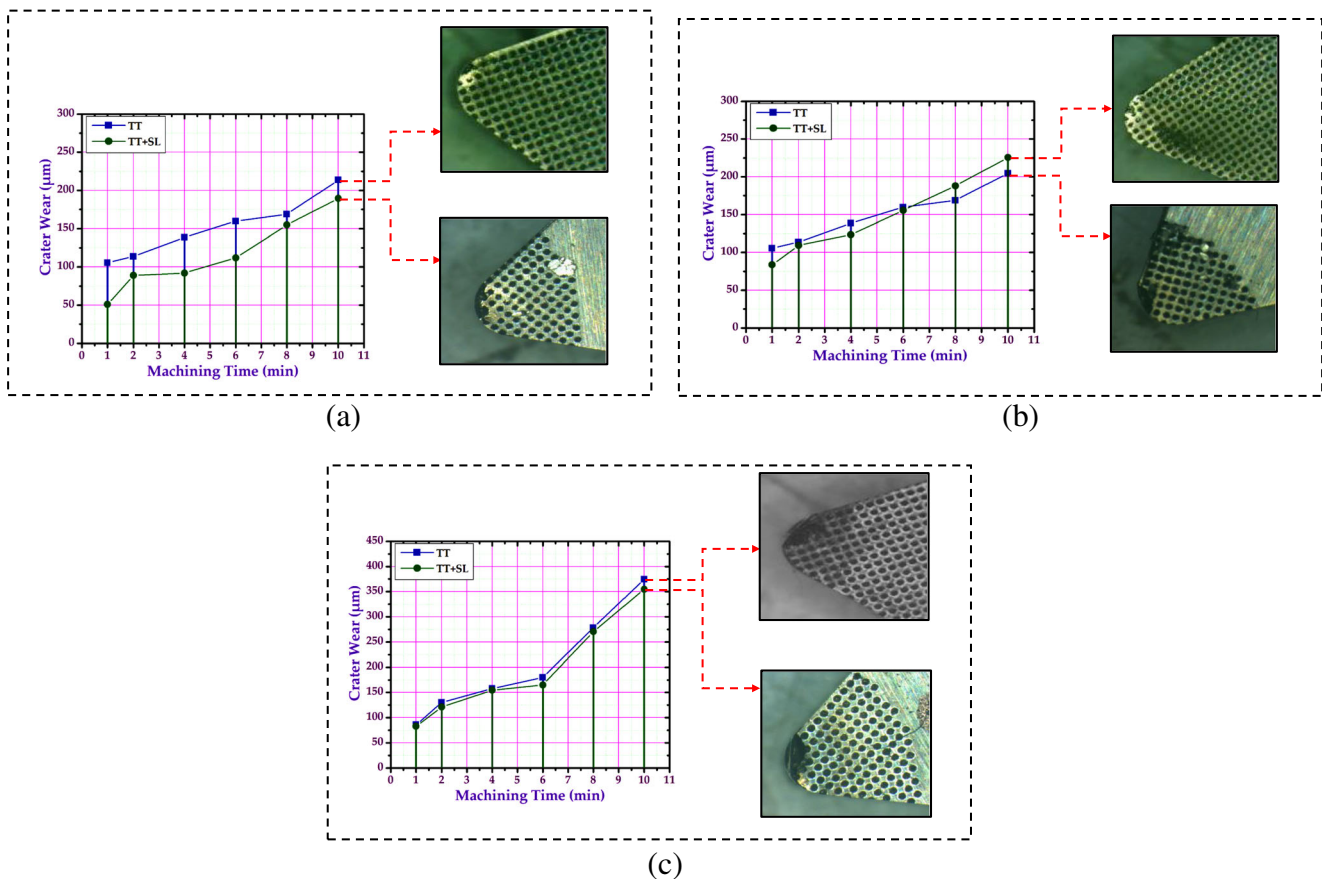 300
250
200
150
100
50
0
Crater Wear (µm)
TT
TT+SL
0 1 2 3 4 5 6 7 8 9 10 11
Machining Time (min)
(a)
300
250
200
150
100
50
0
Crater Wear (µm)
TT
TT+SL
0 1 2 3 4 5 6 7 8 9 10 11
Machining Time (min)
(b)
450
400
350
300
250
200
150
100
50
0
Crater Wear (µm)
TT
TT+SL
0 1 2 3 4 5 6 7 8 9 10 11
Machining Time (min)
(c)